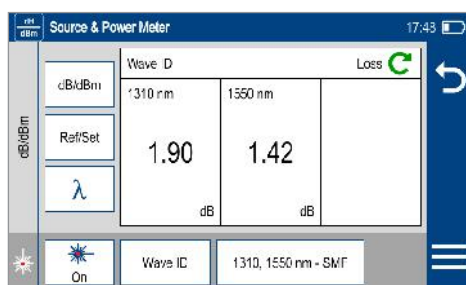 dBm
Source & Power Meter
17:43
dB/dBm
Wave ID
Loss
dB/dBm
Ref/Set
λ
1310 nm
1.90
dB
1550 nm
1.42
dB
On
Wave ID
1310, 1550 nm - SMF